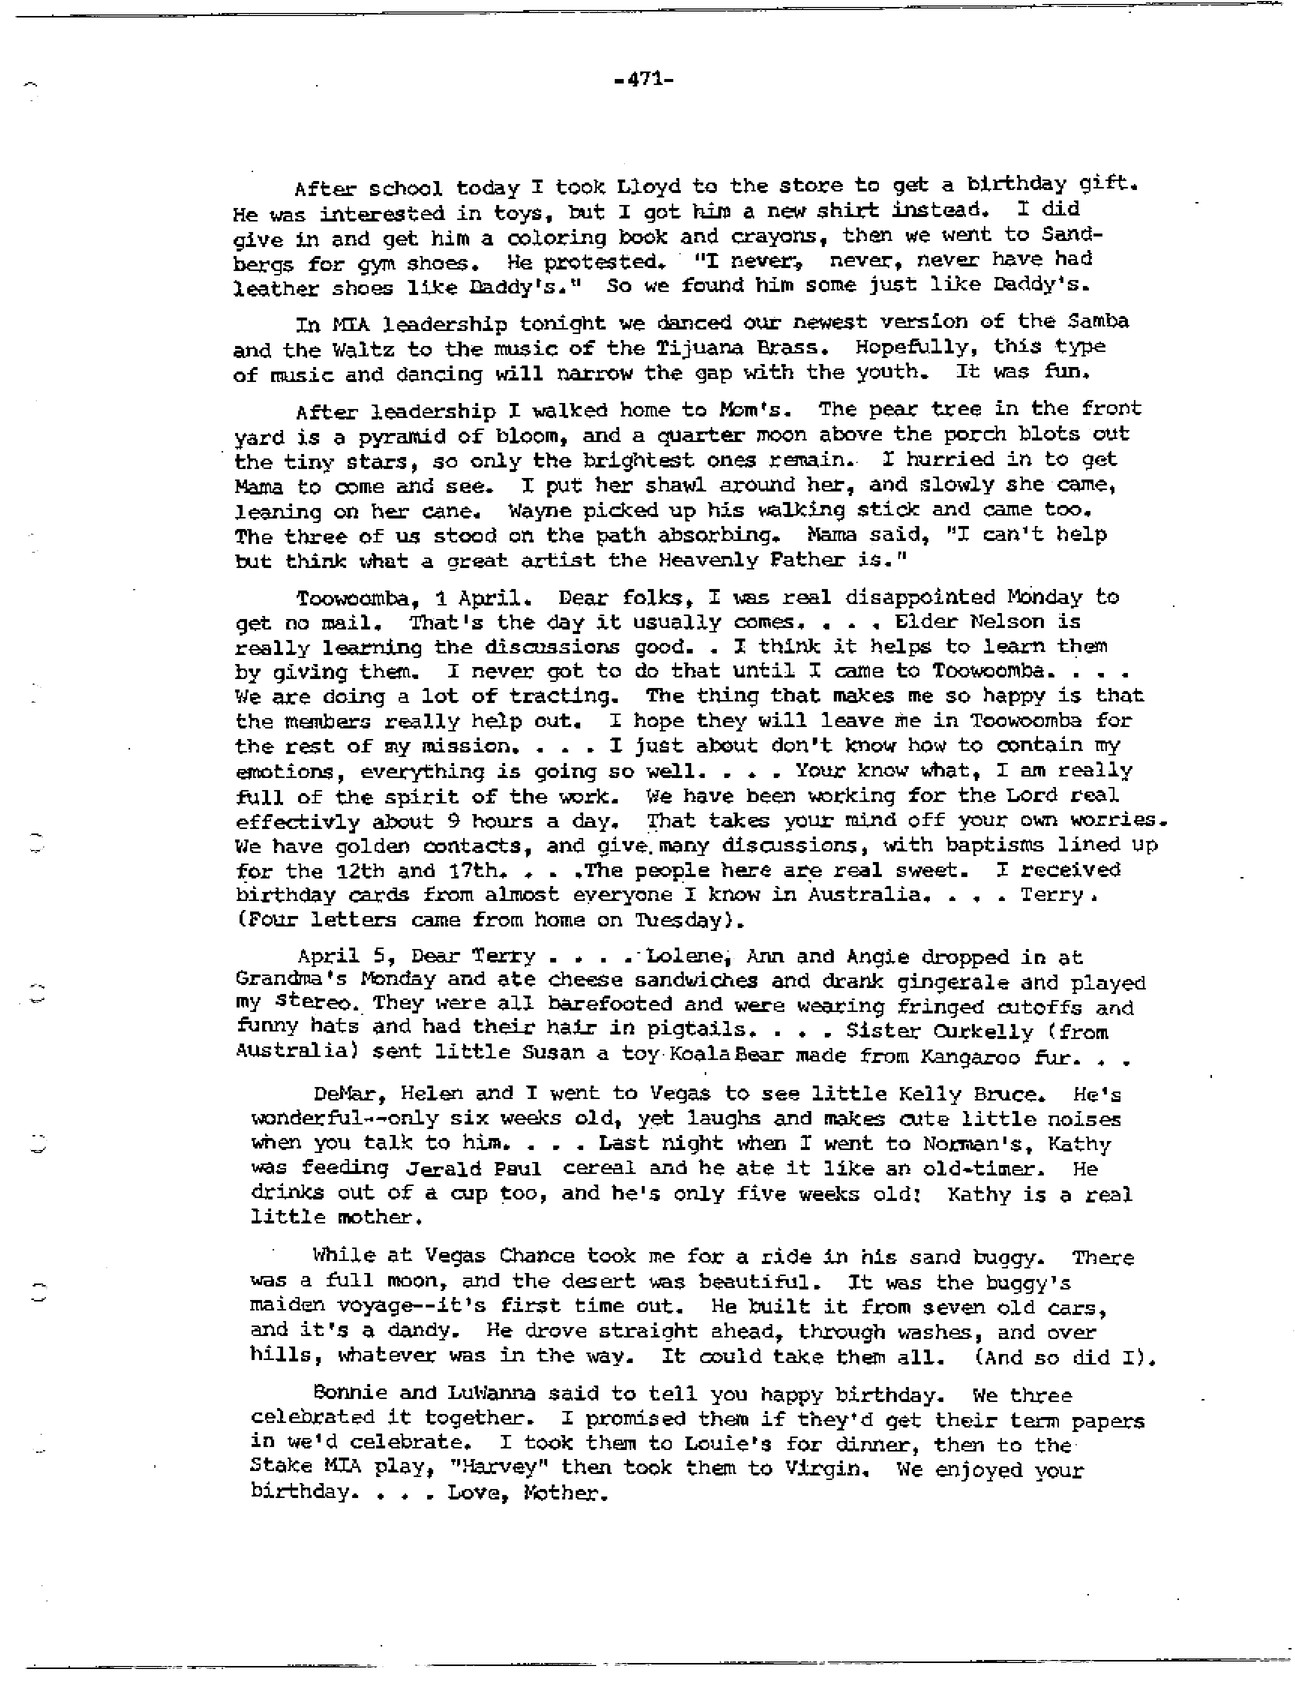 -471-
After school today I took Lloyd to the store to get a birthday gift.
He was interested in toys, but I got him a new shirt instead. I did
give in and get him a coloring book and crayons, then we went to Sand-
bergs for gym shoes. He protested. "I never, never, never have had
leather shoes like Daddy's." So we found him some just like Daddy's.
In MIA leadership tonight we danced our newest version of the Samba
and the Waltz to the music of the Tijuana Brass. Hopefully, this type
of music and dancing will narrow the gap with the youth. It was fun.
After leadership I walked home to Mom's. The pear tree in the front
yard is a pyramid of bloom, and a quarter moon above the porch blots out
the tiny stars, so only the brightest ones remain. I hurried in to get
Mama to come and see. I put her shawl around her, and slowly she came,
leaning on her cane. Wayne picked up his walking stick and came too.
The three of us stood on the path absorbing. Mama said, "I can't help
but think what a great artist the Heavenly Father is."
Toowoomba, 1 April. Dear folks, I was real disappointed Monday to
get no mail. That's the day it usually comes. . . . Elder Nelson is
really learning the discussions good. . I think it helps to learn them
by giving them. I never got to do that until I came to Toowoomba. . . .
We are doing a lot of tracting. The thing that makes me so happy is that
the members really help out. I hope they will leave me in Toowoomba for
the rest of my mission. . . . I just about don't know how to contain my
emotions, everything is going so well. . . . Your know what, I am really
full of the spirit of the work. We have been working for the Lord real
effectivly about 9 hours a day. That takes your mind off your own worries.
We have golden contacts, and give many discussions, with baptisms lined up
for the 12th and 17th. . . .The people here are real sweet. I received
birthday cards from almost everyone I know in Australia. . . . Terry.
(Four letters came from home on Tuesday).
April 5, Dear Terry . . . . Lolene, Ann and Angie dropped in at
Grandma's Monday and ate cheese sandwiches and drank gingerale and played
my stereo. They were all barefooted and were wearing fringed cutoffs and
funny hats and had their hair in pigtails. . . . Sister Curkelly (from
Australia) sent little Susan a toy Koala Bear made from Kangaroo fur. . .
DeMar, Helen and I went to Vegas to see little Kelly Bruce. He's
wonderful--only six weeks old, yet laughs and makes cute little noises
when you talk to him. . . . Last night when I went to Norman's, Kathy
was feeding Jerald Paul cereal and he ate it like an old-timer. He
drinks out of a cup too, and he's only five weeks old! Kathy is a real
little mother.
While at Vegas Chance took me for a ride in his sand buggy. There
was a full moon, and the desert was beautiful. It was the buggy's
maiden voyage--it's first time out. He built it from seven old cars,
and it's a dandy. He drove straight ahead, through washes, and over
hills, whatever was in the way. It could take them all. (And so did I).
Bonnie and LuWanna said to tell you happy birthday. We three
celebrated it together. I promised them if they'd get their term papers
in we'd celebrate. I took them to Louie's for dinner, then to the
Stake MIA play, "Harvey" then took them to Virgin. We enjoyed your
birthday. . . . Love, Mother.